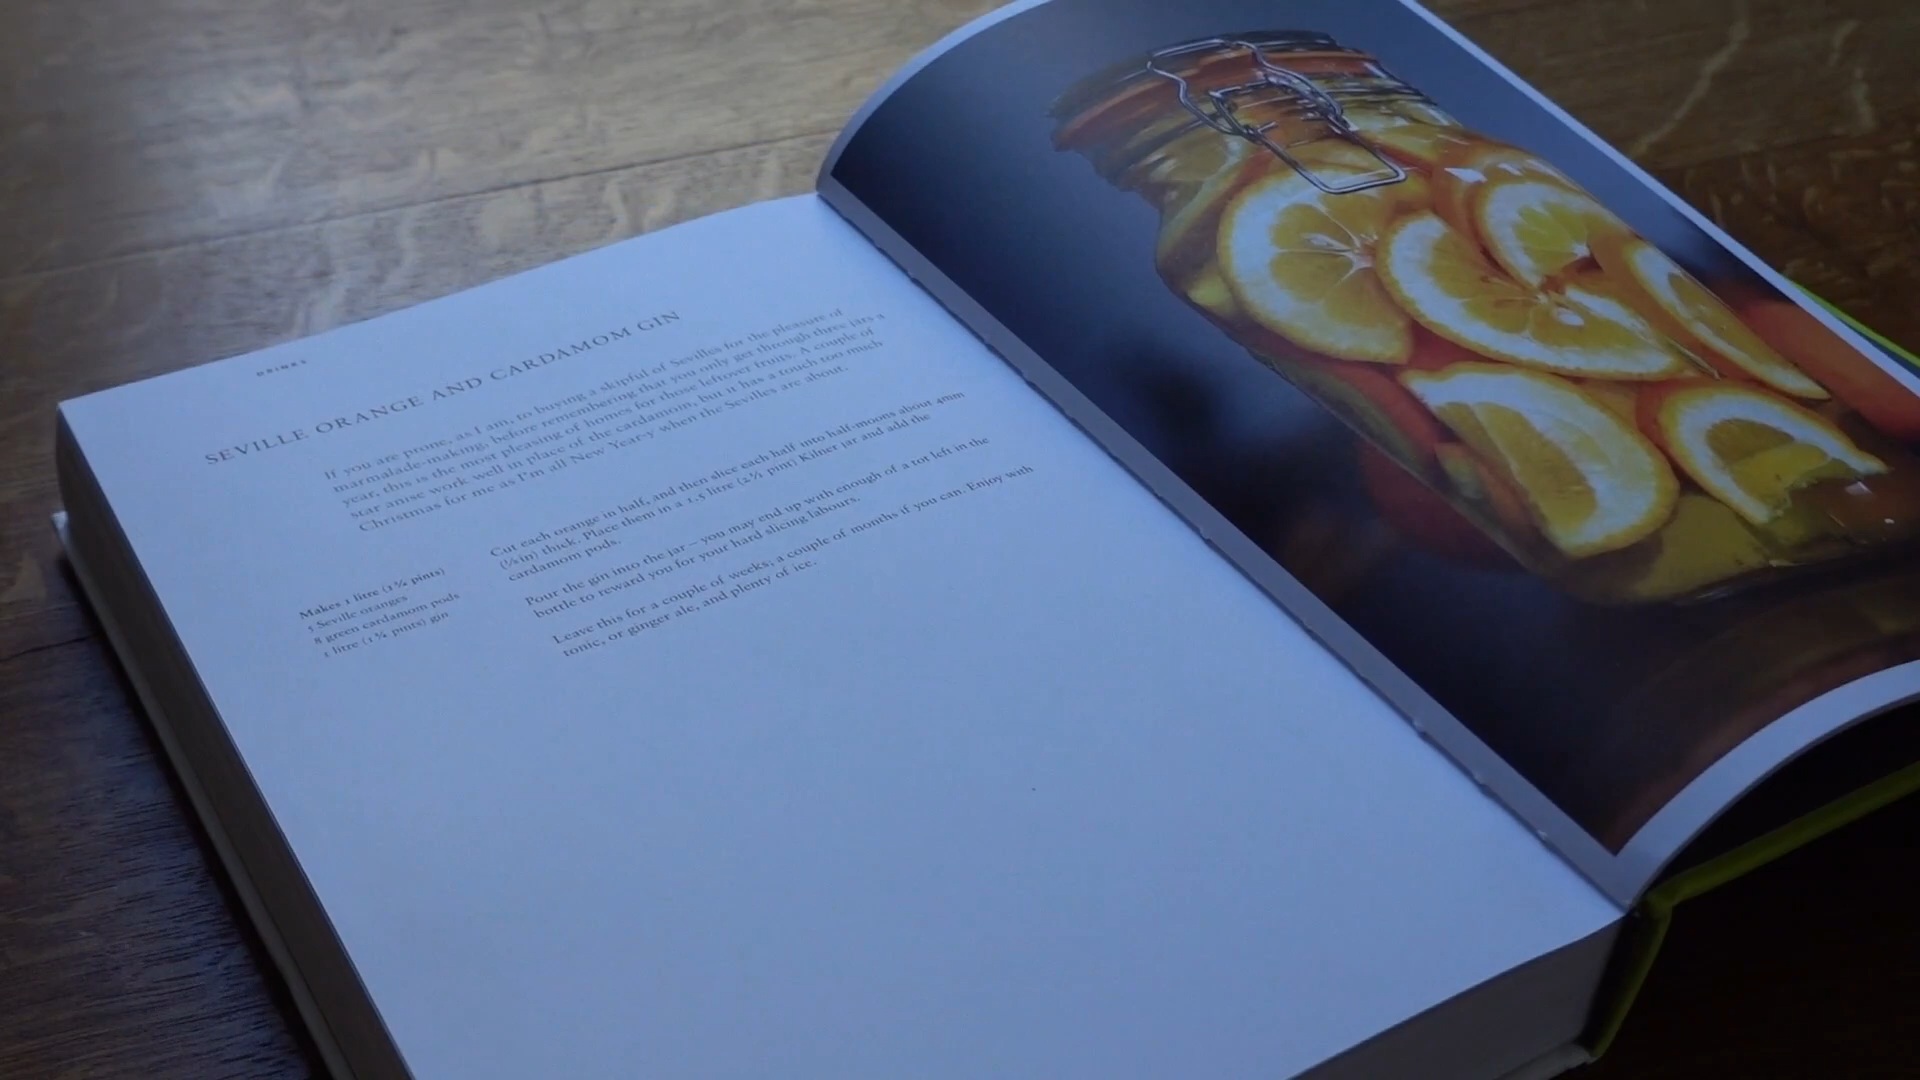 DRINKS
SEVILLE ORANGE AND CARDAMOM GIN
If you are prone, as I am, to buying a skipful of Sevilles for the pleasure of
marmalade-making, before remembering that you only get through three jars a
year, this is the most pleasing of homes for those leftover fruits. A couple of
star anise work well in place of the cardamom, but it has a touch too much
Christmas for me as I'm all New Year-y when the Sevilles are about.
Makes 1 litre (1¾ pints)
5 Seville oranges
8 green cardamom pods
1 litre (1¾ pints) gin
Cut each orange in half, and then slice each half into half-moons about 4mm
(⅛in) thick. Place them in a 1.5 litre (2½ pint) Kilner jar and add the
cardamom pods.
Pour the gin into the jar – you may end up with enough of a tot left in the
bottle to reward you for your hard slicing labours.
Leave this for a couple of weeks, a couple of months if you can. Enjoy with
tonic, or ginger ale, and plenty of ice.